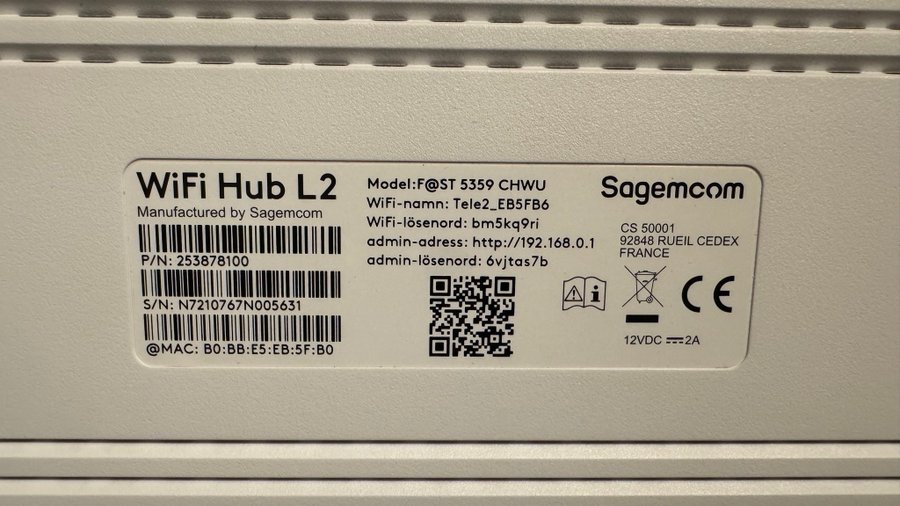 WiFi Hub L2
Manufactured by Sagemcom
P/N: 253878100
S/N: N7210767N005631
@MAC: B0:BB:E5:EB:5F:B0
Model:F@ST 5359 CHWU
WiFi-namn: Tele2_EB5FB6
WiFi-lösenord: bm5kq9ri
admin-adress: http://192.168.0.1
admin-lösenord: 6vjtas7b
Sagemcom
CS 50001
92848 RUEIL CEDEX
FRANCE
CE
12VDC ⎓ 2A